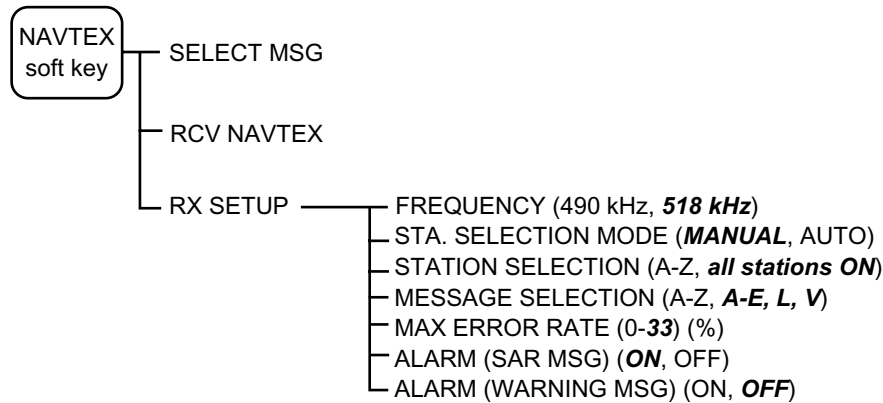 NAVTEX
soft key
SELECT MSG
RCV NAVTEX
RX SETUP
FREQUENCY (490 kHz, 518 kHz)
STA. SELECTION MODE (MANUAL, AUTO)
STATION SELECTION (A-Z, all stations ON)
MESSAGE SELECTION (A-Z, A-E, L, V)
MAX ERROR RATE (0-33) (%)
ALARM (SAR MSG) (ON, OFF)
ALARM (WARNING MSG) (ON, OFF)